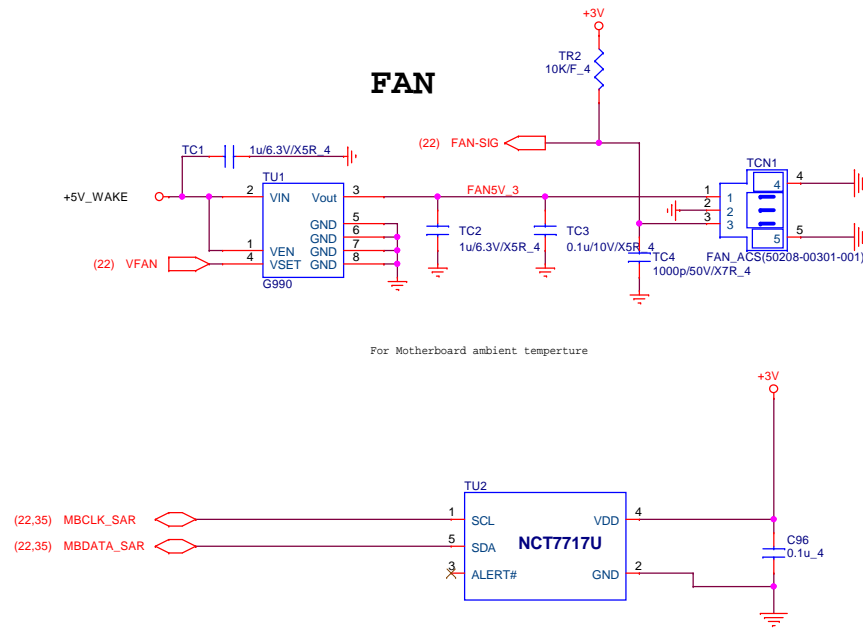 +3V
TR2
10K/F_4
FAN
(22) FAN-SIG
TC1
1u/6.3V/X5R_4
TCN1
TU1
+5V_WAKE
2 VIN Vout 3
FAN5V_3
1 1
2 2
3 3
4 4
5 5
GND 5
GND 6
GND 7
GND 8
1 VEN
4 VSET
(22) VFAN
G990
TC2
1u/6.3V/X5R_4
TC3
0.1u/10V/X5R_4
TC4
1000p/50V/X7R_4
FAN_ACS(50208-00301-001)
For Motherboard ambient temperture
+3V
TU2
(22,35) MBCLK_SAR
1 SCL VDD 4
(22,35) MBDATA_SAR
5 SDA
NCT7717U
3 ALERT# GND 2
C96
0.1u_4